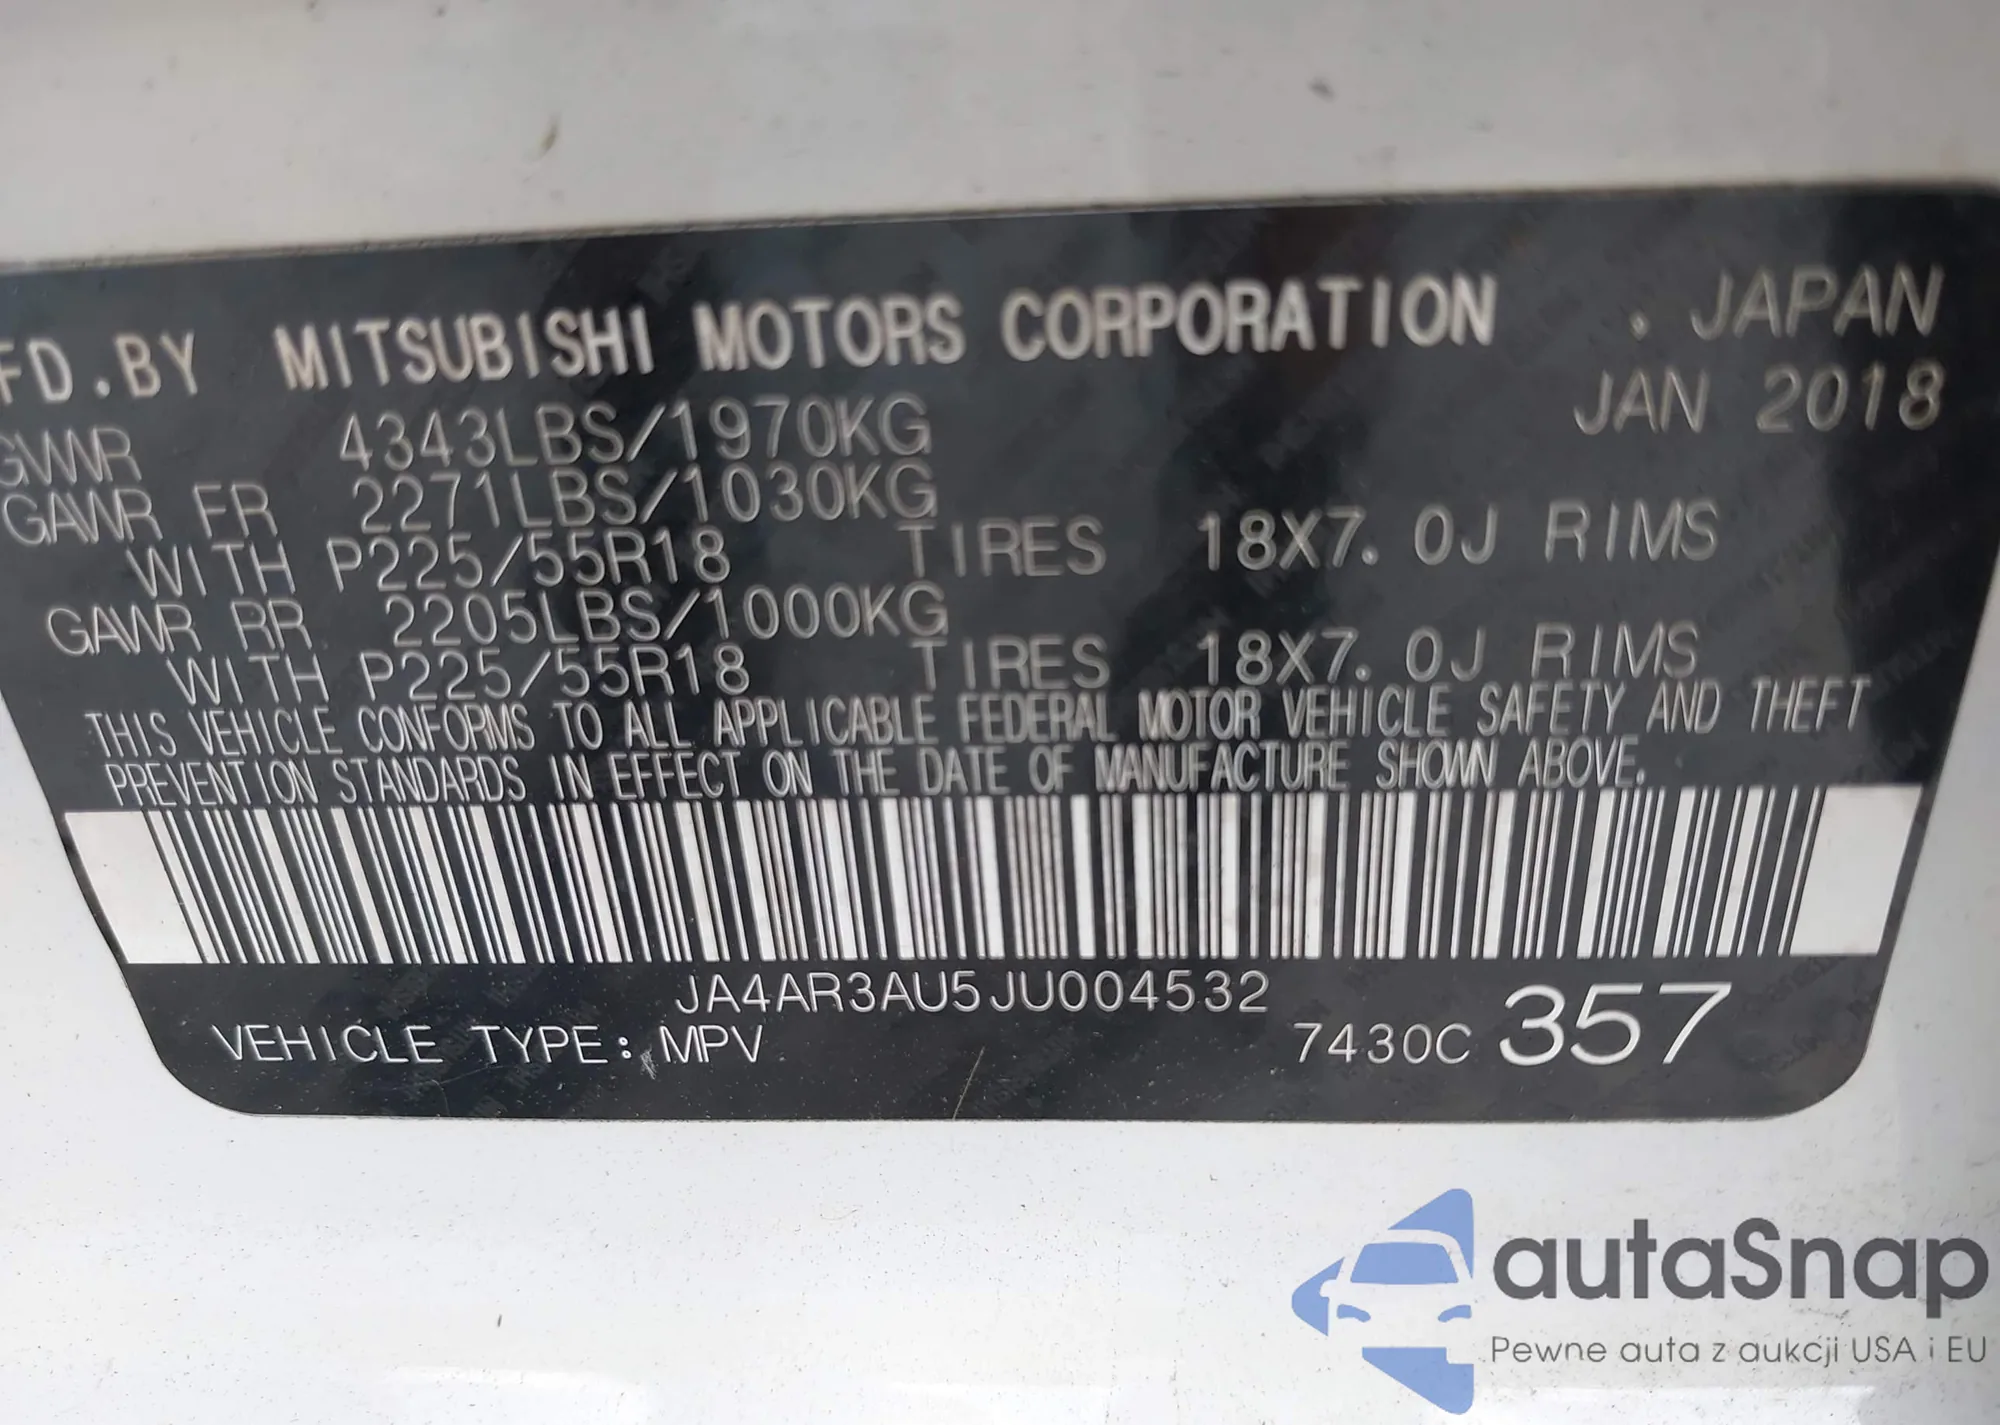 FD.BY MITSUBISHI MOTORS CORPORATION . JAPAN
JAN 2018
GVWR 4343LBS/1970KG
GAWR FR 2271LBS/1030KG
WITH P225/55R18 TIRES 18X7.0J RIMS
GAWR RR 2205LBS/1000KG
WITH P225/55R18 TIRES 18X7.0J RIMS
THIS VEHICLE CONFORMS TO ALL APPLICABLE FEDERAL MOTOR VEHICLE SAFETY AND THEFT
PREVENTION STANDARDS IN EFFECT ON THE DATE OF MANUFACTURE SHOWN ABOVE.
JA4AR3AU5JU004532
VEHICLE TYPE: MPV 7430C 357
autaSnap
Pewne auta z aukcji USA i EU